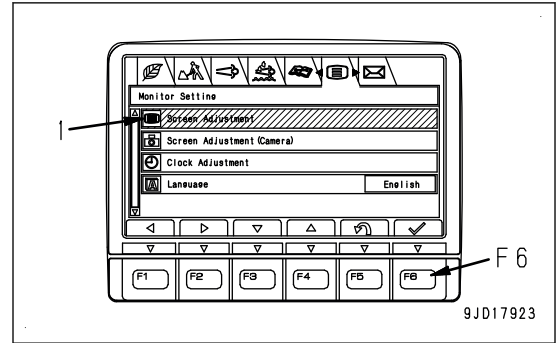 Monitor Setting
1
Screen Adjustment
Screen Adjustment (Camera)
Clock Adjustment
A Language English
F1 F2 F3 F4 F5 F6
F6
9JD17923